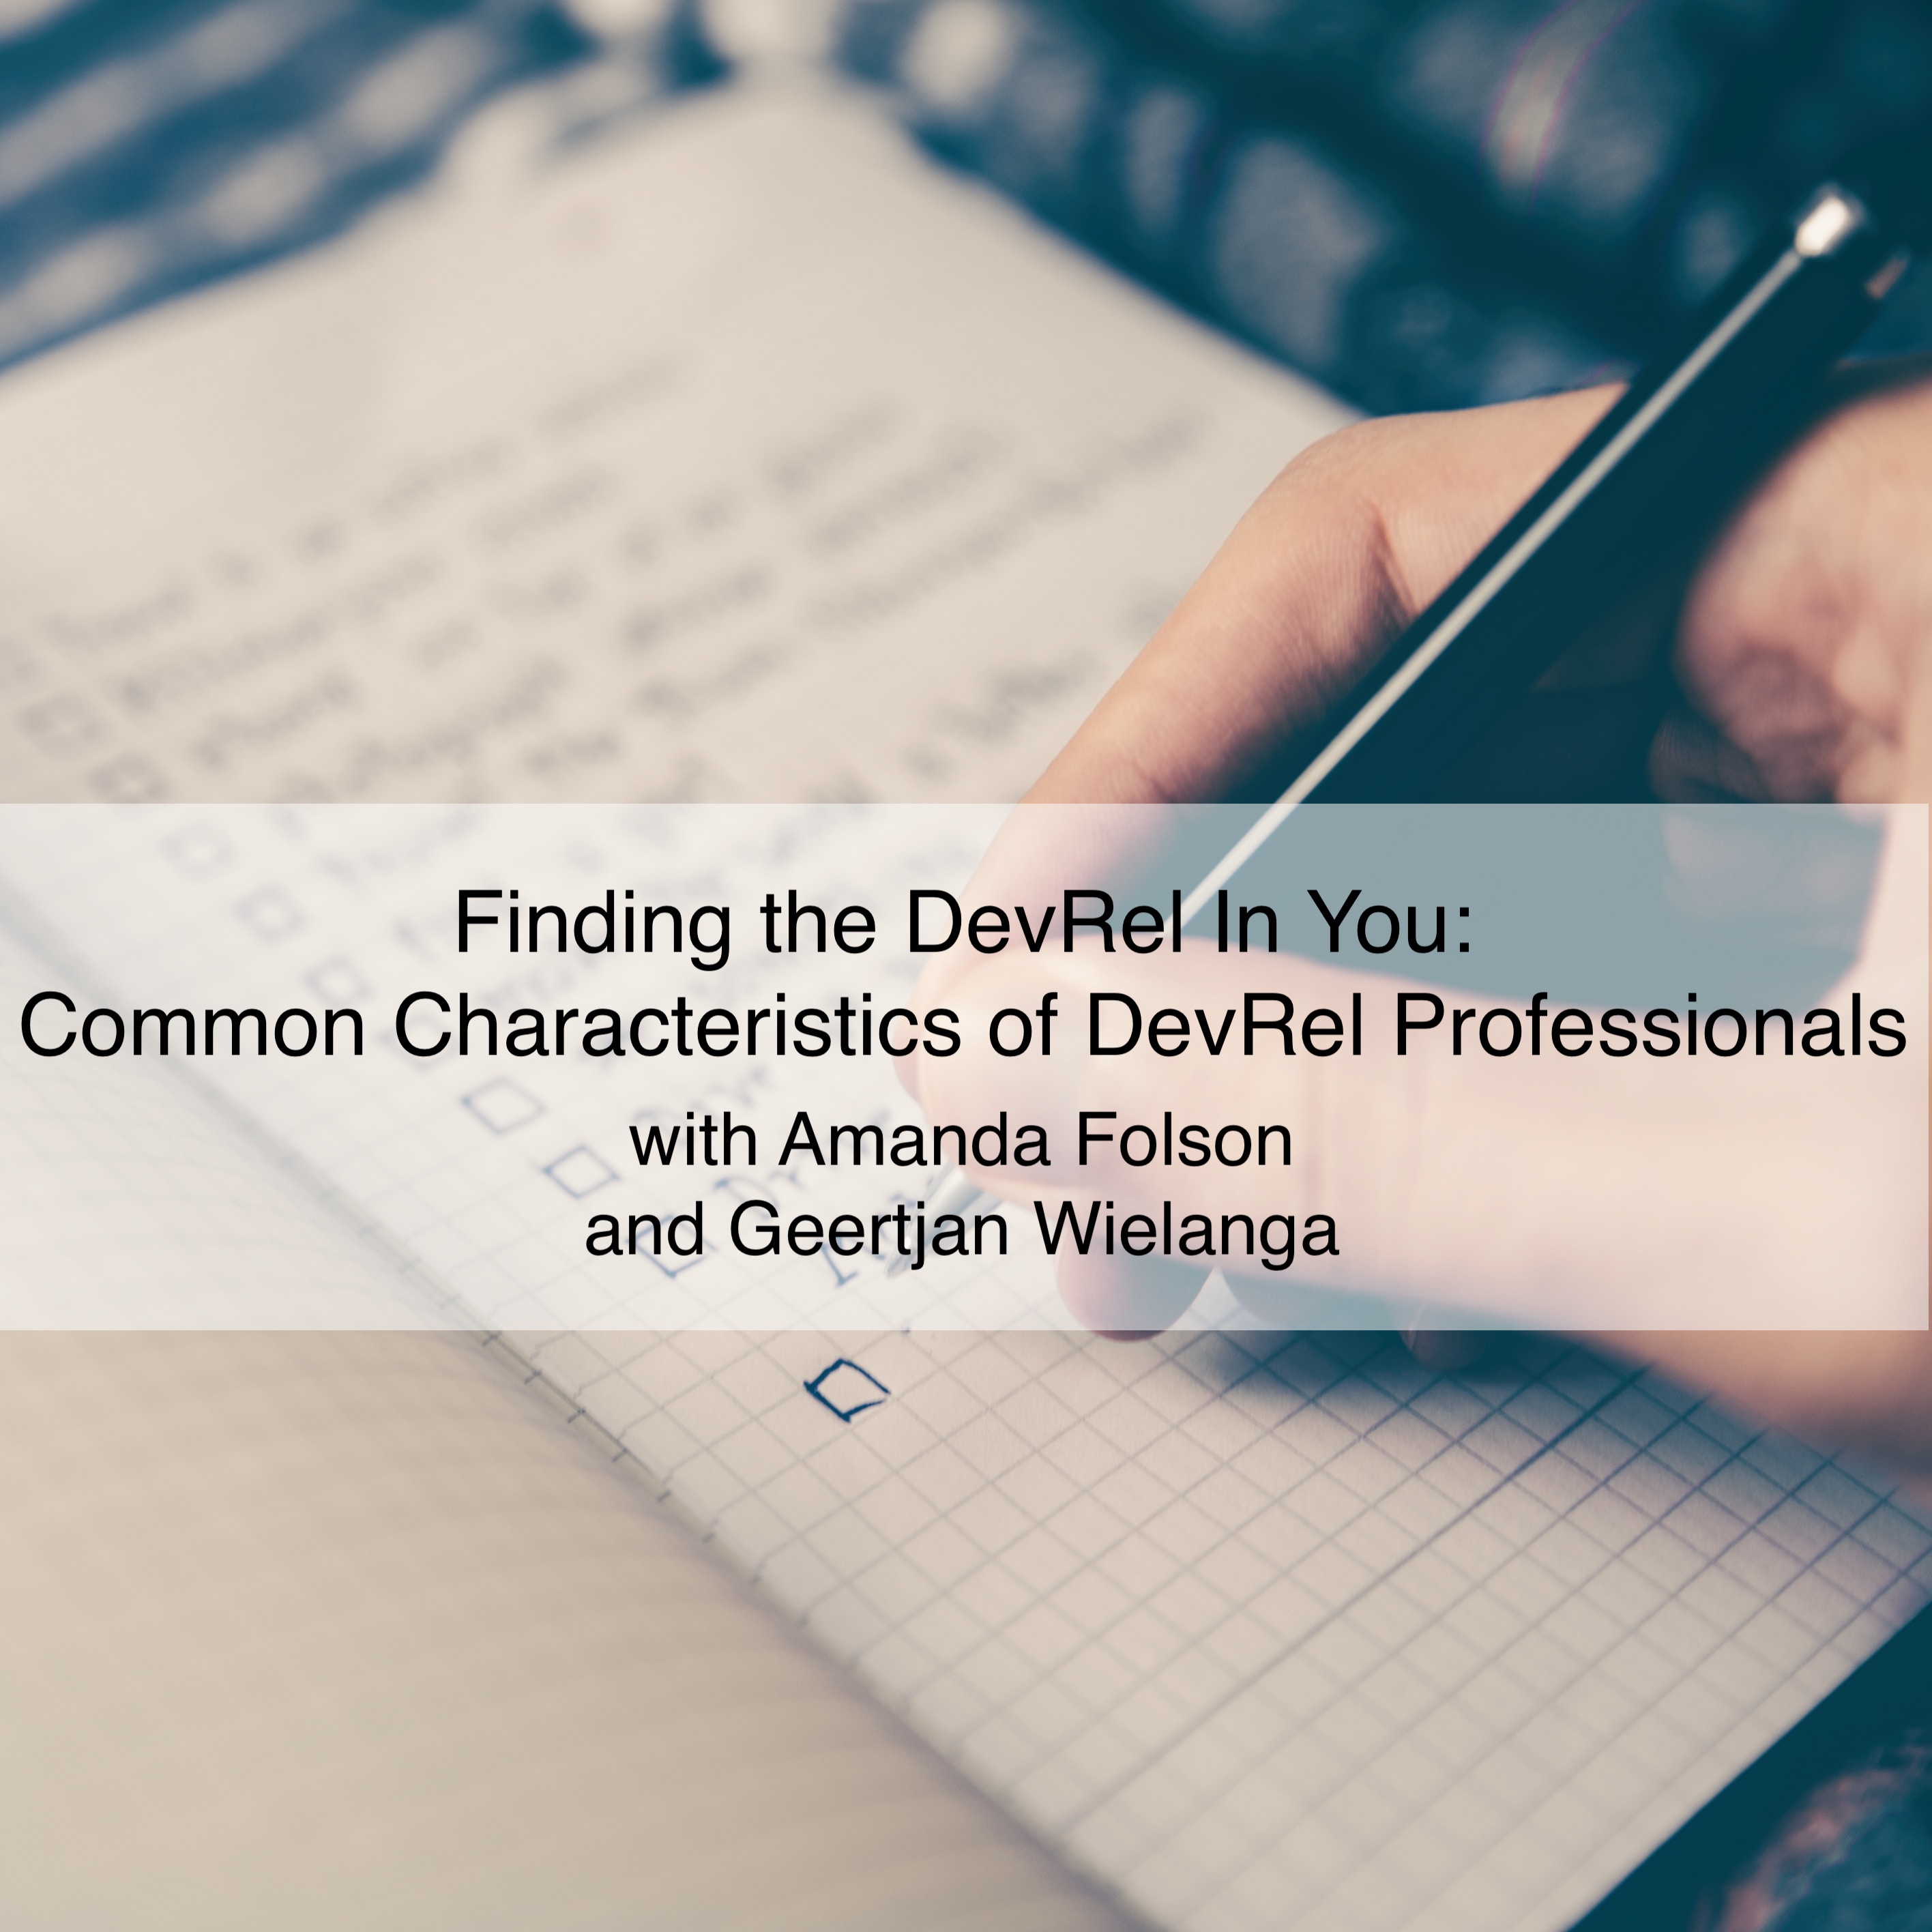 Finding the DevRel In You:
Common Characteristics of DevRel Professionals
with Amanda Folson
and Geertjan Wielanga